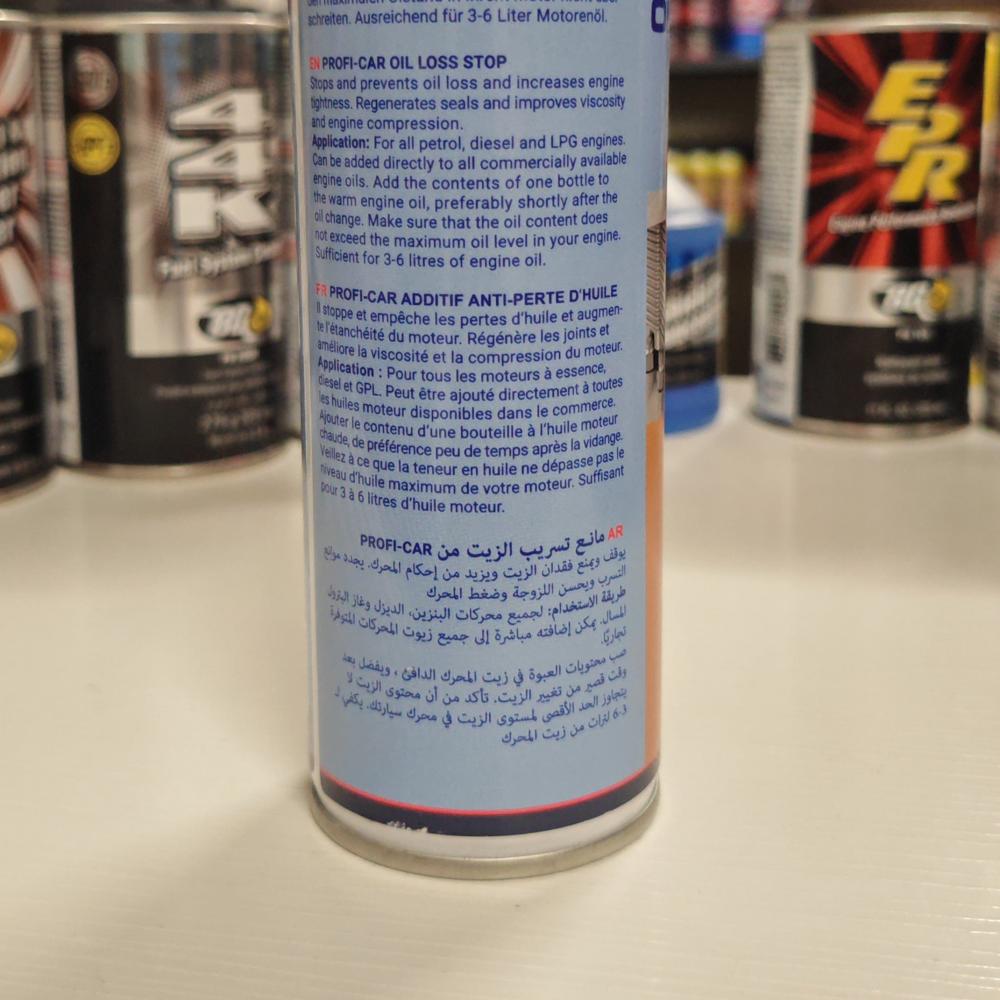 schreiten. Ausreichend für 3-6 Liter Motorenöl.
EN PROFI-CAR OIL LOSS STOP
Stops and prevents oil loss and increases engine
tightness. Regenerates seals and improves viscosity
and engine compression.
Application: For all petrol, diesel and LPG engines.
Can be added directly to all commercially available
engine oils. Add the contents of one bottle to
the warm engine oil, preferably shortly after the
oil change. Make sure that the oil content does
not exceed the maximum oil level in your engine.
Sufficient for 3-6 litres of engine oil.
FR PROFI-CAR ADDITIF ANTI-PERTE D'HUILE
Il stoppe et empêche les pertes d'huile et augmen-
te l'étanchéité du moteur. Régénère les joints et
améliore la viscosité et la compression du moteur.
Application : Pour tous les moteurs à essence,
diesel et GPL. Peut être ajouté directement à toutes
les huiles moteur disponibles dans le commerce.
Ajouter le contenu d'une bouteille à l'huile moteur
chaude, de préférence peu de temps après la vidange.
Veillez à ce que la teneur en huile ne dépasse pas le
niveau d'huile maximum de votre moteur. Suffisant
pour 3 à 6 litres d'huile moteur.
AR مانع تسريب الزيت من PROFI-CAR
يوقف ويمنع فقدان الزيت ويزيد من إحكام المحرك. يجدد موانع
التسرب ويحسن اللزوجة وضغط المحرك
طريقة الاستخدام: لجميع محركات البنزين، الديزل وغاز البترول
المسال. يمكن إضافته مباشرة إلى جميع زيوت المحركات المتوفرة
تجاريًا.
صب محتويات العبوة في زيت المحرك الدافئ ، ويفضل بعد
وقت قصير من تغيير الزيت. تأكد من أن محتوى الزيت لا
يتجاوز الحد الأقصى لمستوى الزيت في محرك سيارتك. يكفي لـ
3-6 لترات من زيت المحرك
44K
Fuel System
BG
EPR
BG